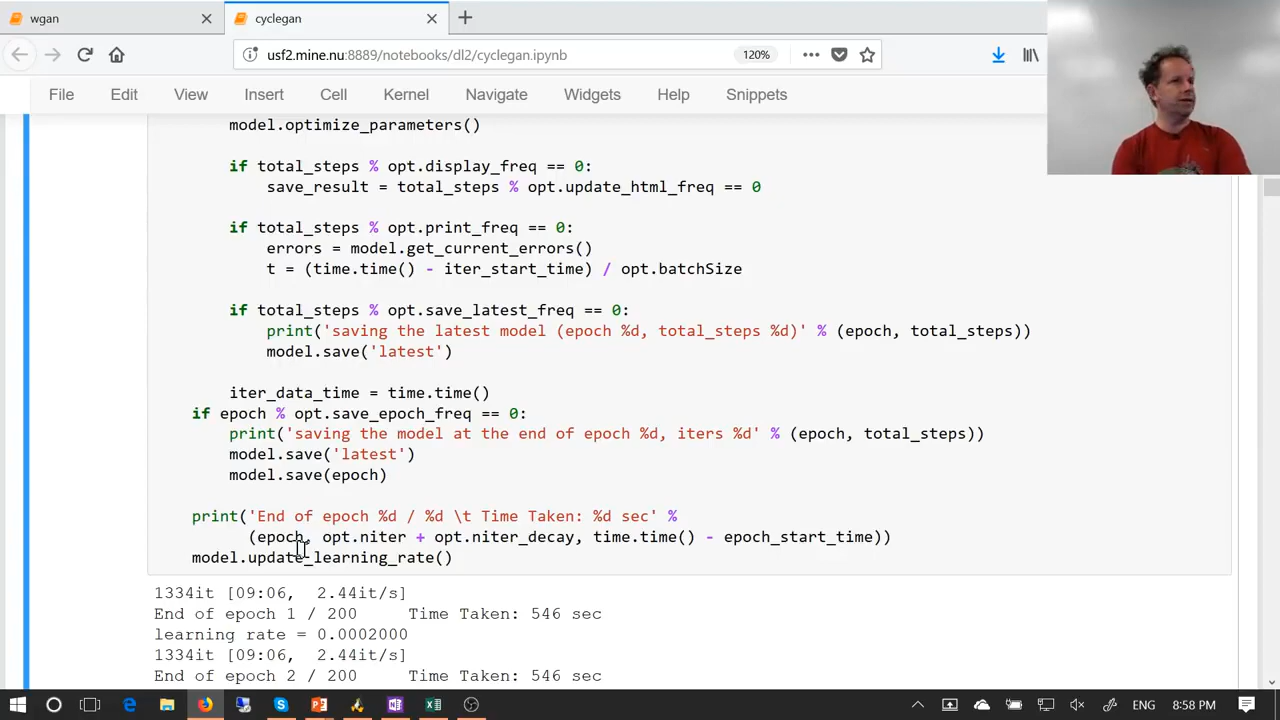 wgan
cyclegan
usf2.mine.nu:8889/notebooks/dl2/cyclegan.ipynb
120%
File Edit View Insert Cell Kernel Navigate Widgets Help Snippets
model.optimize_parameters()
if total_steps % opt.display_freq == 0:
save_result = total_steps % opt.update_html_freq == 0
if total_steps % opt.print_freq == 0:
errors = model.get_current_errors()
t = (time.time() - iter_start_time) / opt.batchSize
if total_steps % opt.save_latest_freq == 0:
print('saving the latest model (epoch %d, total_steps %d)' % (epoch, total_steps))
model.save('latest')
iter_data_time = time.time()
if epoch % opt.save_epoch_freq == 0:
print('saving the model at the end of epoch %d, iters %d' % (epoch, total_steps))
model.save('latest')
model.save(epoch)
print('End of epoch %d / %d \t Time Taken: %d sec' %
(epoch, opt.niter + opt.niter_decay, time.time() - epoch_start_time))
model.update_learning_rate()
1334it [09:06, 2.44it/s]
End of epoch 1 / 200 Time Taken: 546 sec
learning rate = 0.0002000
1334it [09:06, 2.44it/s]
End of epoch 2 / 200 Time Taken: 546 sec
ENG
8:58 PM